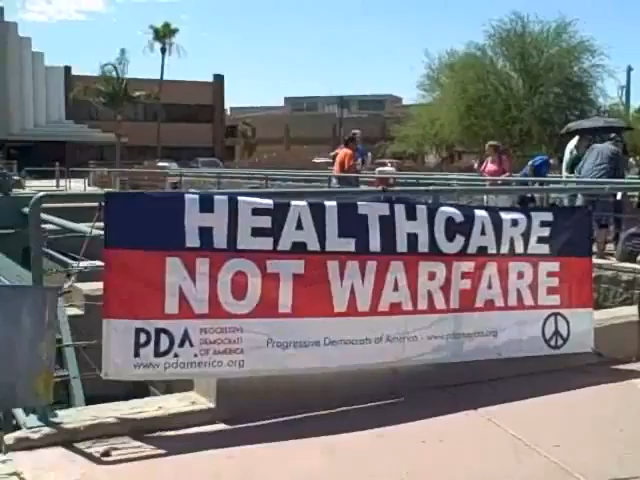 HEALTHCARE
NOT WARFARE
PDA PROGRESSIVE
DEMOCRATS
OF AMERICA
www.pdamerica.org
Progressive Democrats of America - www.pdamerica.org